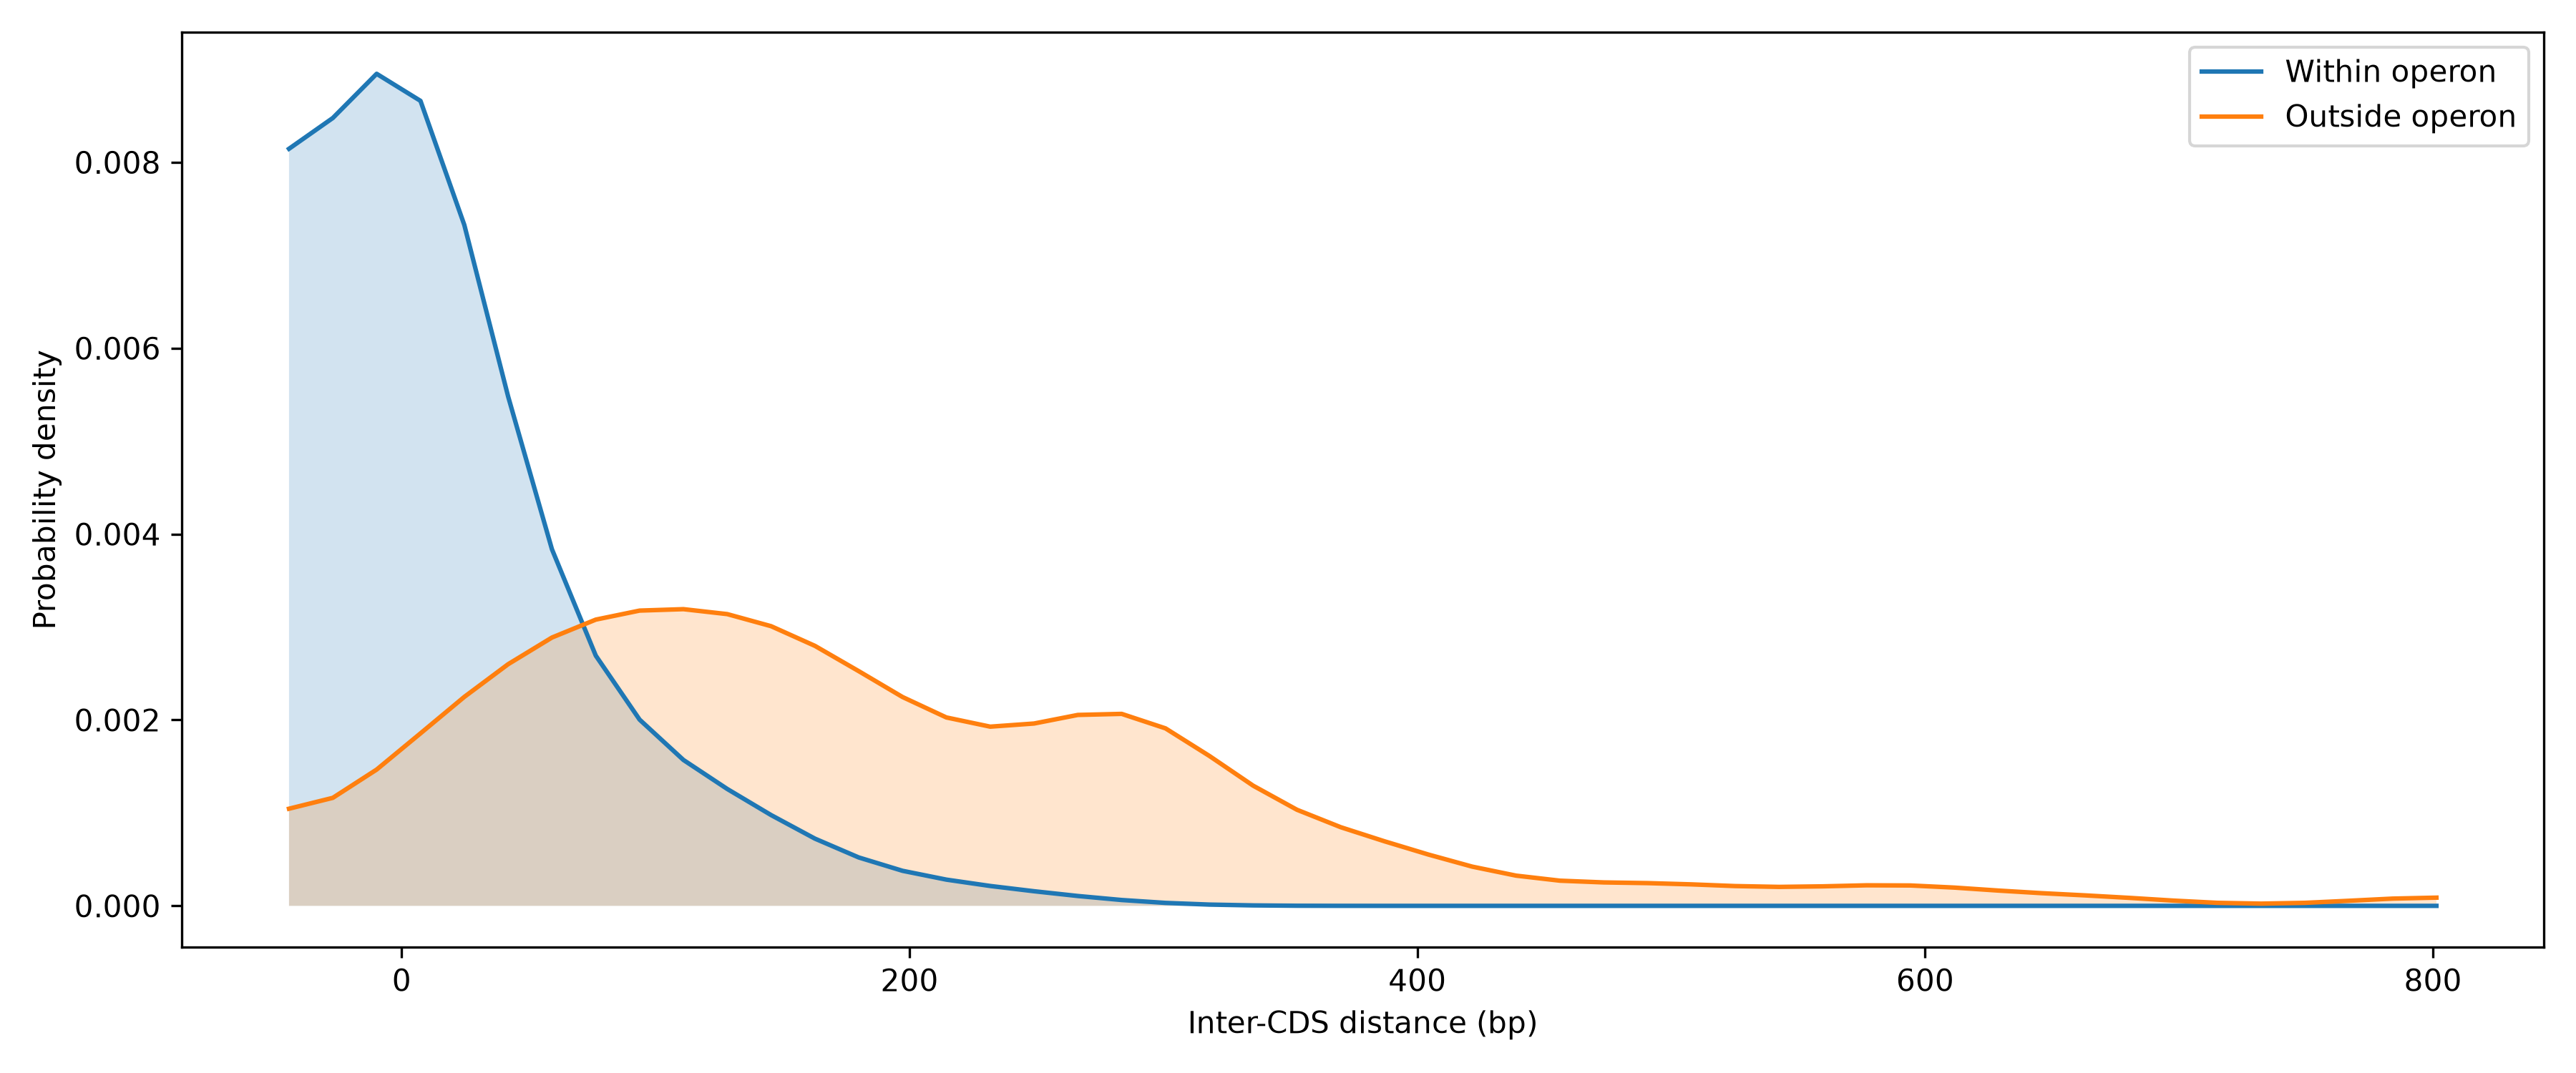 Within operon
Outside operon
0.008
0.006
0.004
0.002
0.000
Probability density
0 200 400 600 800
Inter-CDS distance (bp)